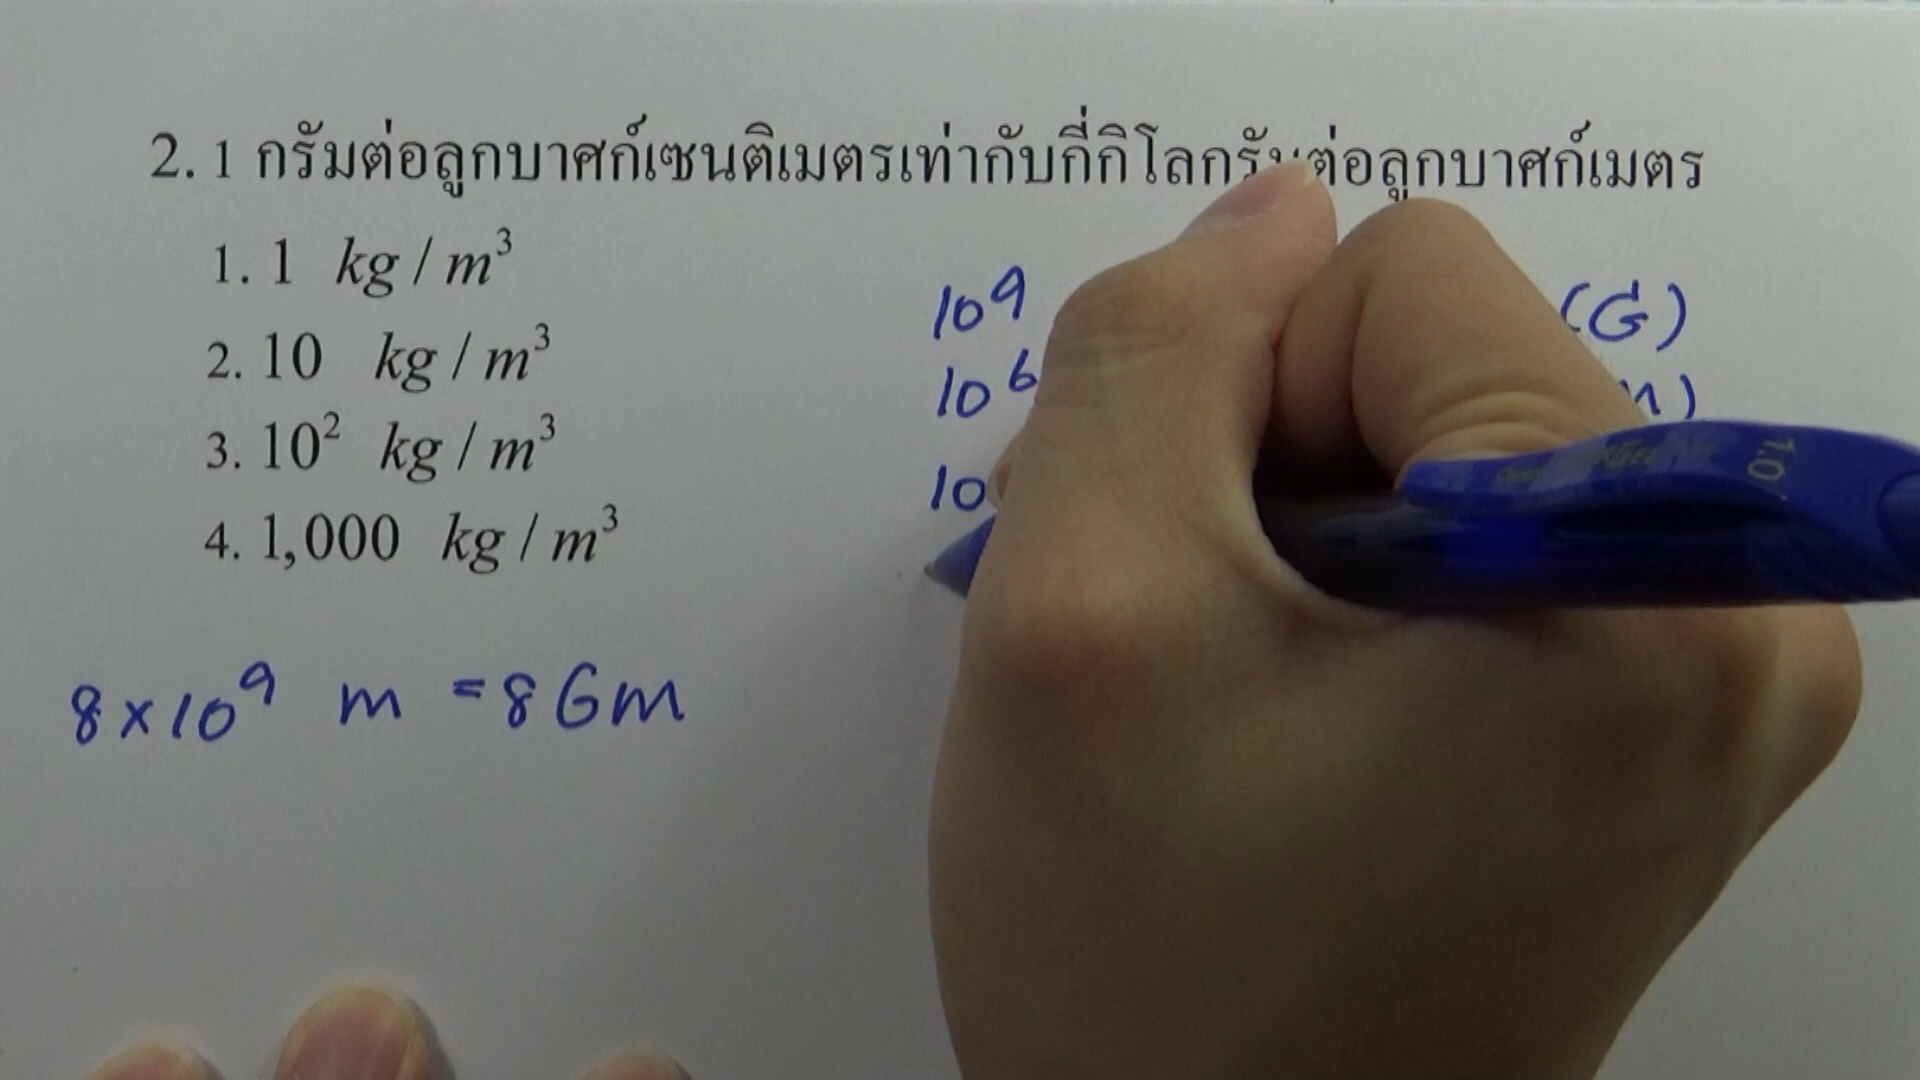 2. 1 กรัมต่อลูกบาศก์เซนติเมตรเท่ากับกี่กิโลกรัมต่อลูกบาศก์เมตร
1. 1 kg / m³
2. 10 kg / m³
3. 10² kg / m³
4. 1,000 kg / m³
10⁹ (G)
10⁶
10
1.0
8 × 10⁹ m = 8 Gm